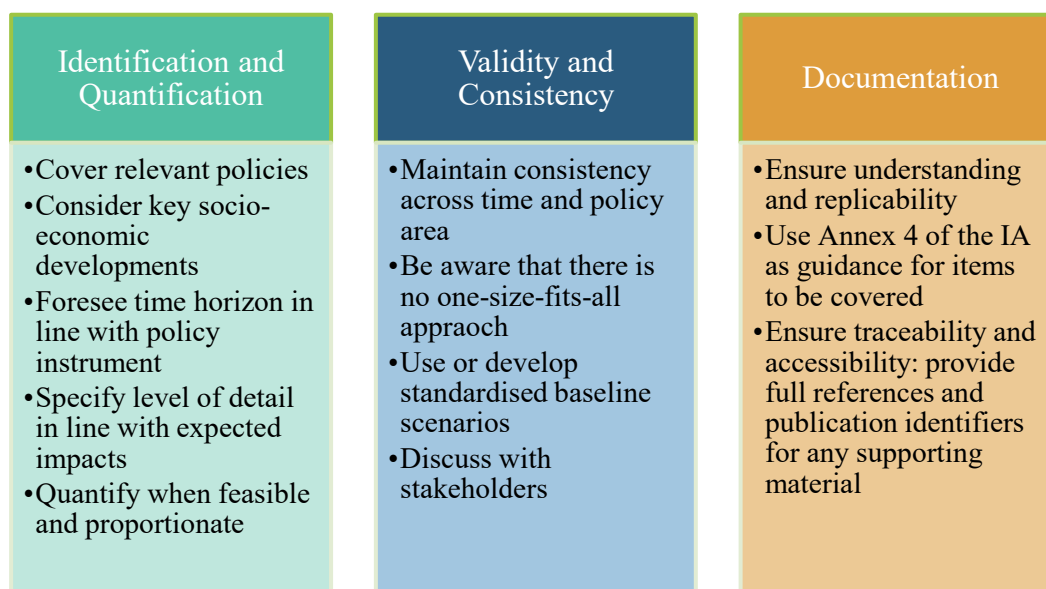 Identification and
Quantification
•Cover relevant policies
•Consider key socio-
economic
developments
•Foresee time horizon in
line with policy
instrument
•Specify level of detail
in line with expected
impacts
•Quantify when feasible
and proportionate
Validity and
Consistency
•Maintain consistency
across time and policy
area
•Be aware that there is
no one-size-fits-all
appraoch
•Use or develop
standardised baseline
scenarios
•Discuss with
stakeholders
Documentation
•Ensure understanding
and replicability
•Use Annex 4 of the IA
as guidance for items
to be covered
•Ensure traceability and
accessibility: provide
full references and
publication identifiers
for any supporting
material